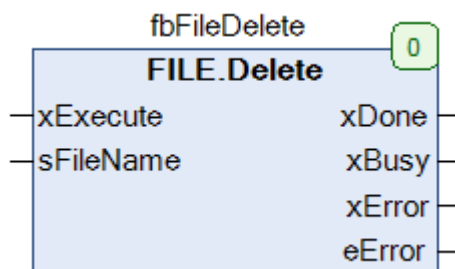 fbFileDelete
0
FILE.Delete
xExecute xDone
sFileName xBusy
xError
eError